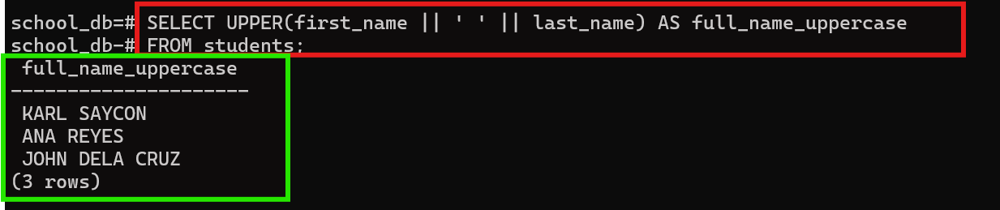 school_db=# SELECT UPPER(first_name || ' ' || last_name) AS full_name_uppercase
school_db-# FROM students;
full_name_uppercase
---------------------
KARL SAYCON
ANA REYES
JOHN DELA CRUZ
(3 rows)